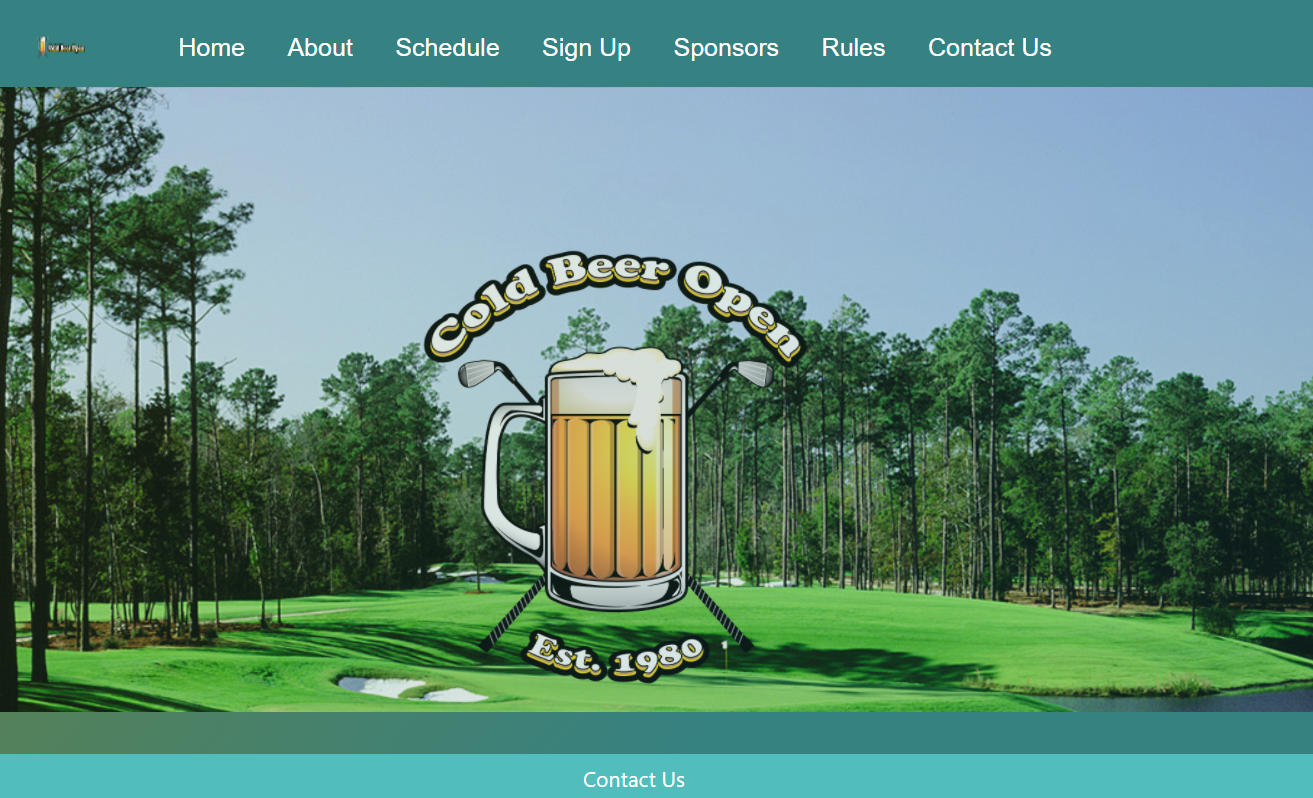 Home About Schedule Sign Up Sponsors Rules Contact Us
Cold Beer Open
Est. 1980
Contact Us